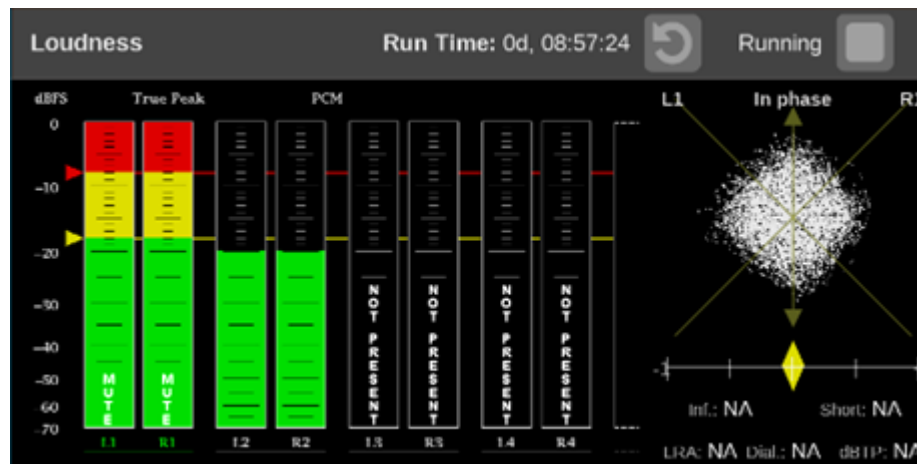 Loudness Run Time: 0d, 08:57:24 Running
dBFS True Peak PCM
L1 In phase
0
-10
-20
-30
-40
-50
-60
-70
MUTE
MUTE
NOT PRESENT
NOT PRESENT
NOT PRESENT
NOT PRESENT
L1 R1 L2 R2 L3 R3 L4 R4
-1
Inf.: NA Short: NA
LRA: NA Dial.: NA dBTP: NA